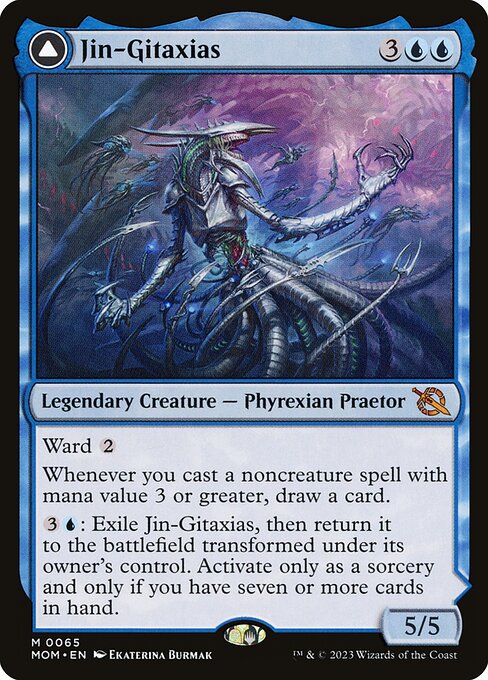 Jin-Gitaxias 3
Legendary Creature — Phyrexian Praetor
Ward 2
Whenever you cast a noncreature spell with
mana value 3 or greater, draw a card.
3: Exile Jin-Gitaxias, then return it
to the battlefield transformed under its
owner's control. Activate only as a sorcery
and only if you have seven or more cards
in hand.
5/5
M 0065
MOM • EN Ekaterina Burmak
™ & © 2023 Wizards of the Coast